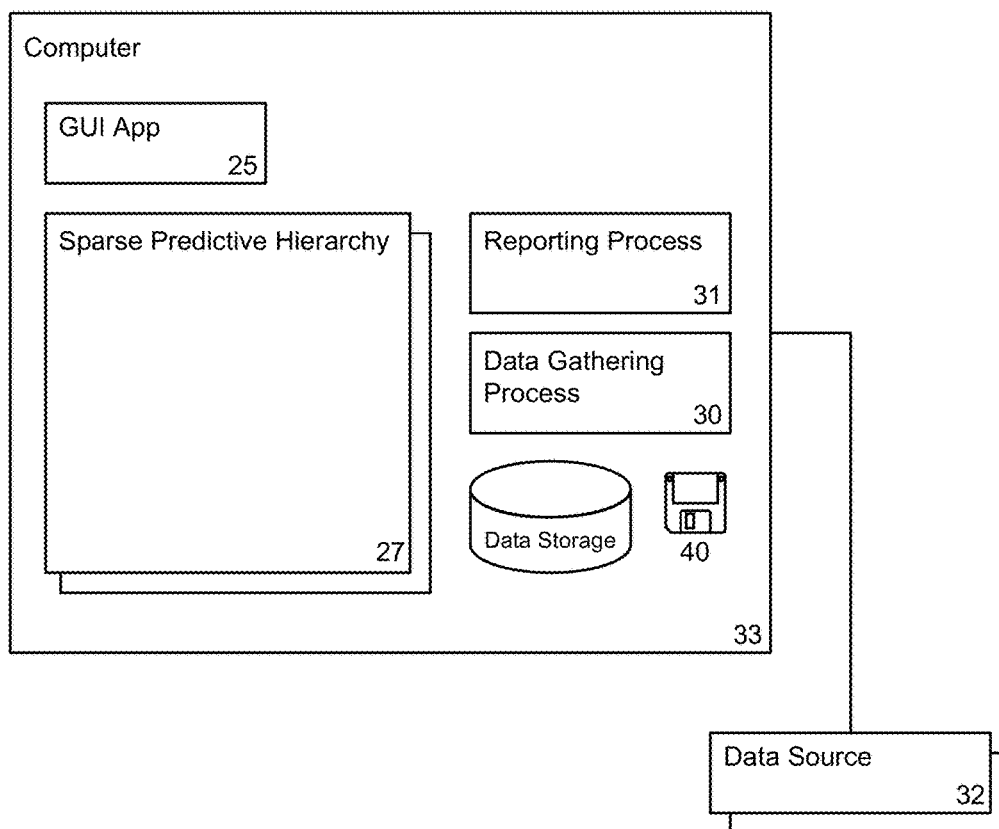 Computer
GUI App
25
Sparse Predictive Hierarchy
27
Reporting Process
31
Data Gathering
Process
30
Data Storage
40
33
Data Source
32